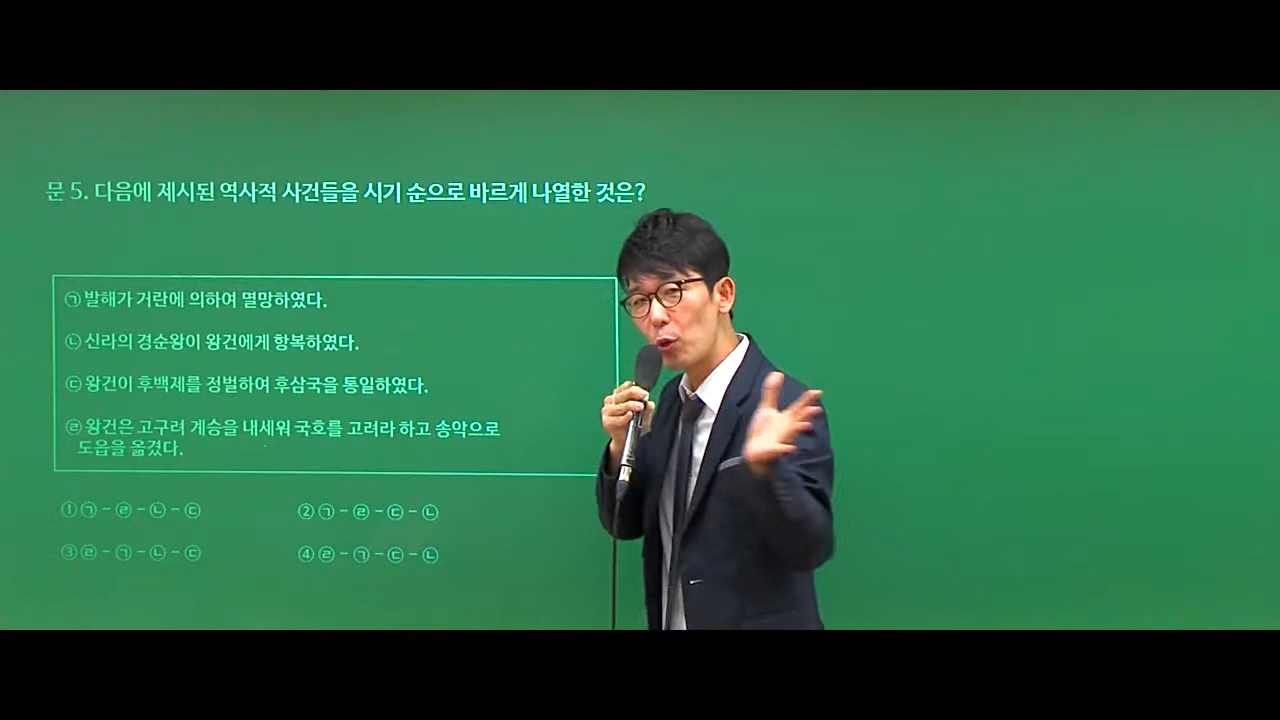 문 5. 다음에 제시된 역사적 사건들을 시기 순으로 바르게 나열한 것은?
㉠ 발해가 거란에 의하여 멸망하였다.
㉡ 신라의 경순왕이 왕건에게 항복하였다.
㉢ 왕건이 후백제를 정벌하여 후삼국을 통일하였다.
㉣ 왕건은 고구려 계승을 내세워 국호를 고려라 하고 송악으로
도읍을 옮겼다.
① ㉠ - ㉣ - ㉡ - ㉢
② ㉠ - ㉣ - ㉢ - ㉡
③ ㉣ - ㉠ - ㉡ - ㉢
④ ㉣ - ㉠ - ㉢ - ㉡